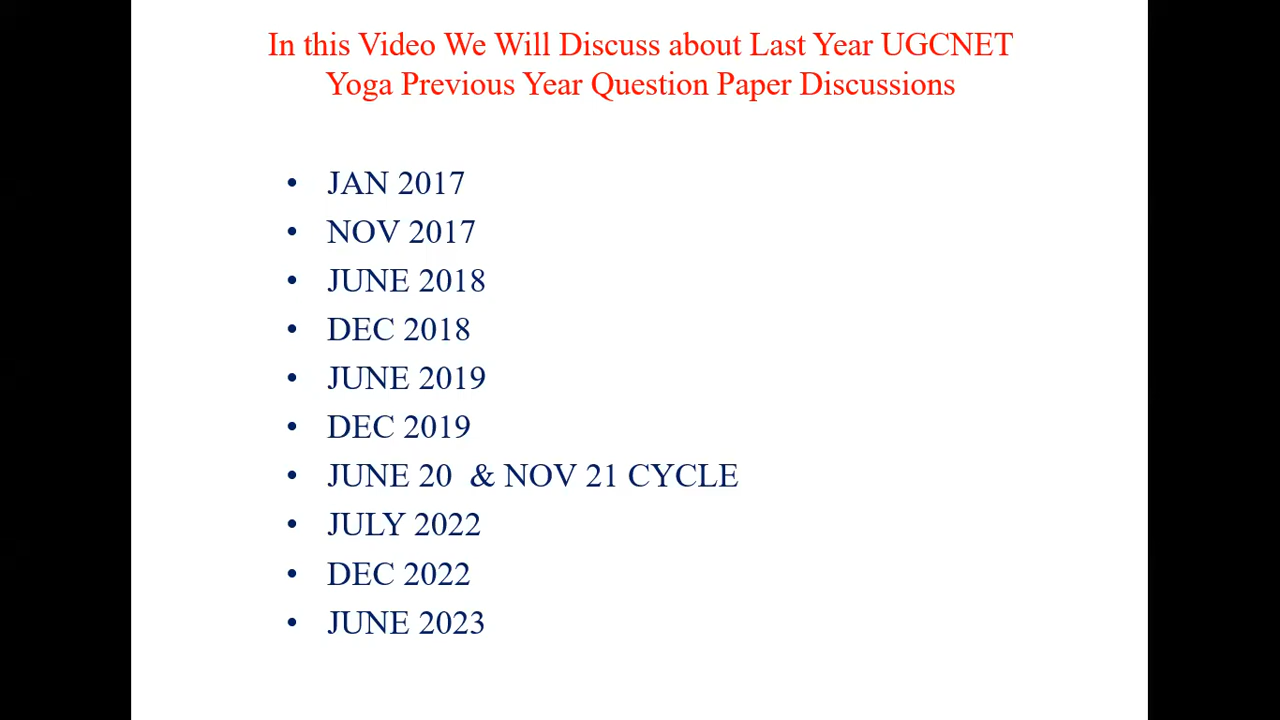 In this Video We Will Discuss about Last Year UGCNET
Yoga Previous Year Question Paper Discussions
• JAN 2017
• NOV 2017
• JUNE 2018
• DEC 2018
• JUNE 2019
• DEC 2019
• JUNE 20 & NOV 21 CYCLE
• JULY 2022
• DEC 2022
• JUNE 2023